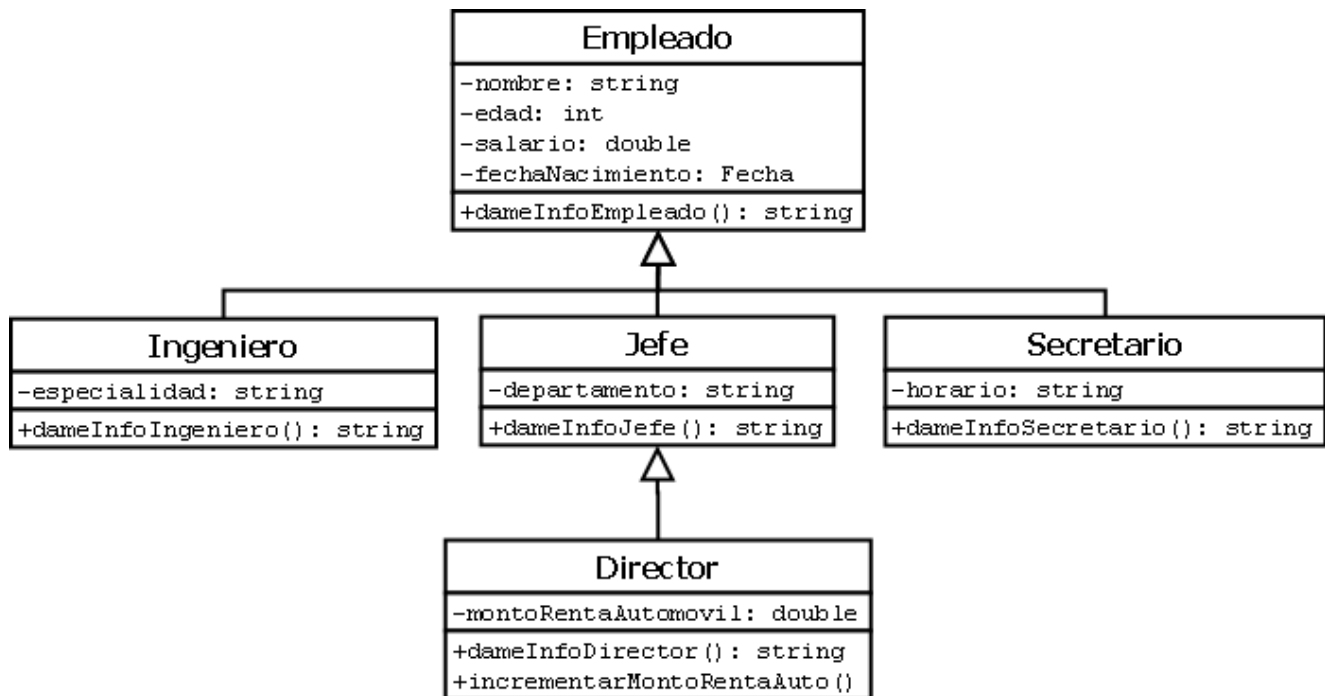 Empleado
-nombre: string
-edad: int
-salario: double
-fechaNacimiento: Fecha
+dameInfoEmpleado(): string
Ingeniero
-especialidad: string
+dameInfoIngeniero(): string
Jefe
-departamento: string
+dameInfoJefe(): string
Secretario
-horario: string
+dameInfoSecretario(): string
Director
-montoRentaAutomovil: double
+dameInfoDirector(): string
+incrementarMontoRentaAuto()